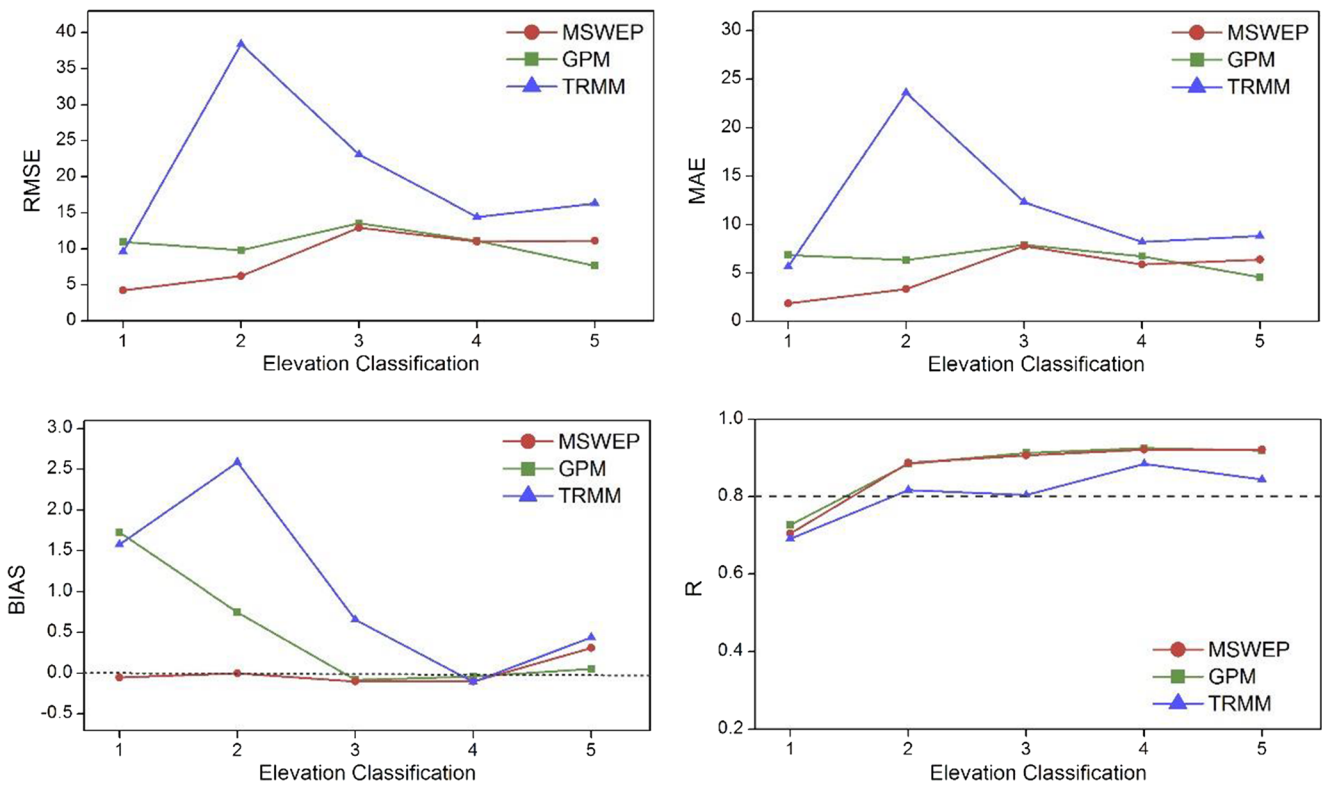 RMSE
40
35
30
25
20
15
10
5
0
1 2 3 4 5
Elevation Classification
MSWEP
GPM
TRMM
MAE
30
25
20
15
10
5
0
1 2 3 4 5
Elevation Classification
MSWEP
GPM
TRMM
BIAS
3.0
2.5
2.0
1.5
1.0
0.5
0.0
-0.5
1 2 3 4 5
Elevation Classification
MSWEP
GPM
TRMM
R
1.0
0.8
0.6
0.4
0.2
1 2 3 4 5
Elevation Classification
MSWEP
GPM
TRMM